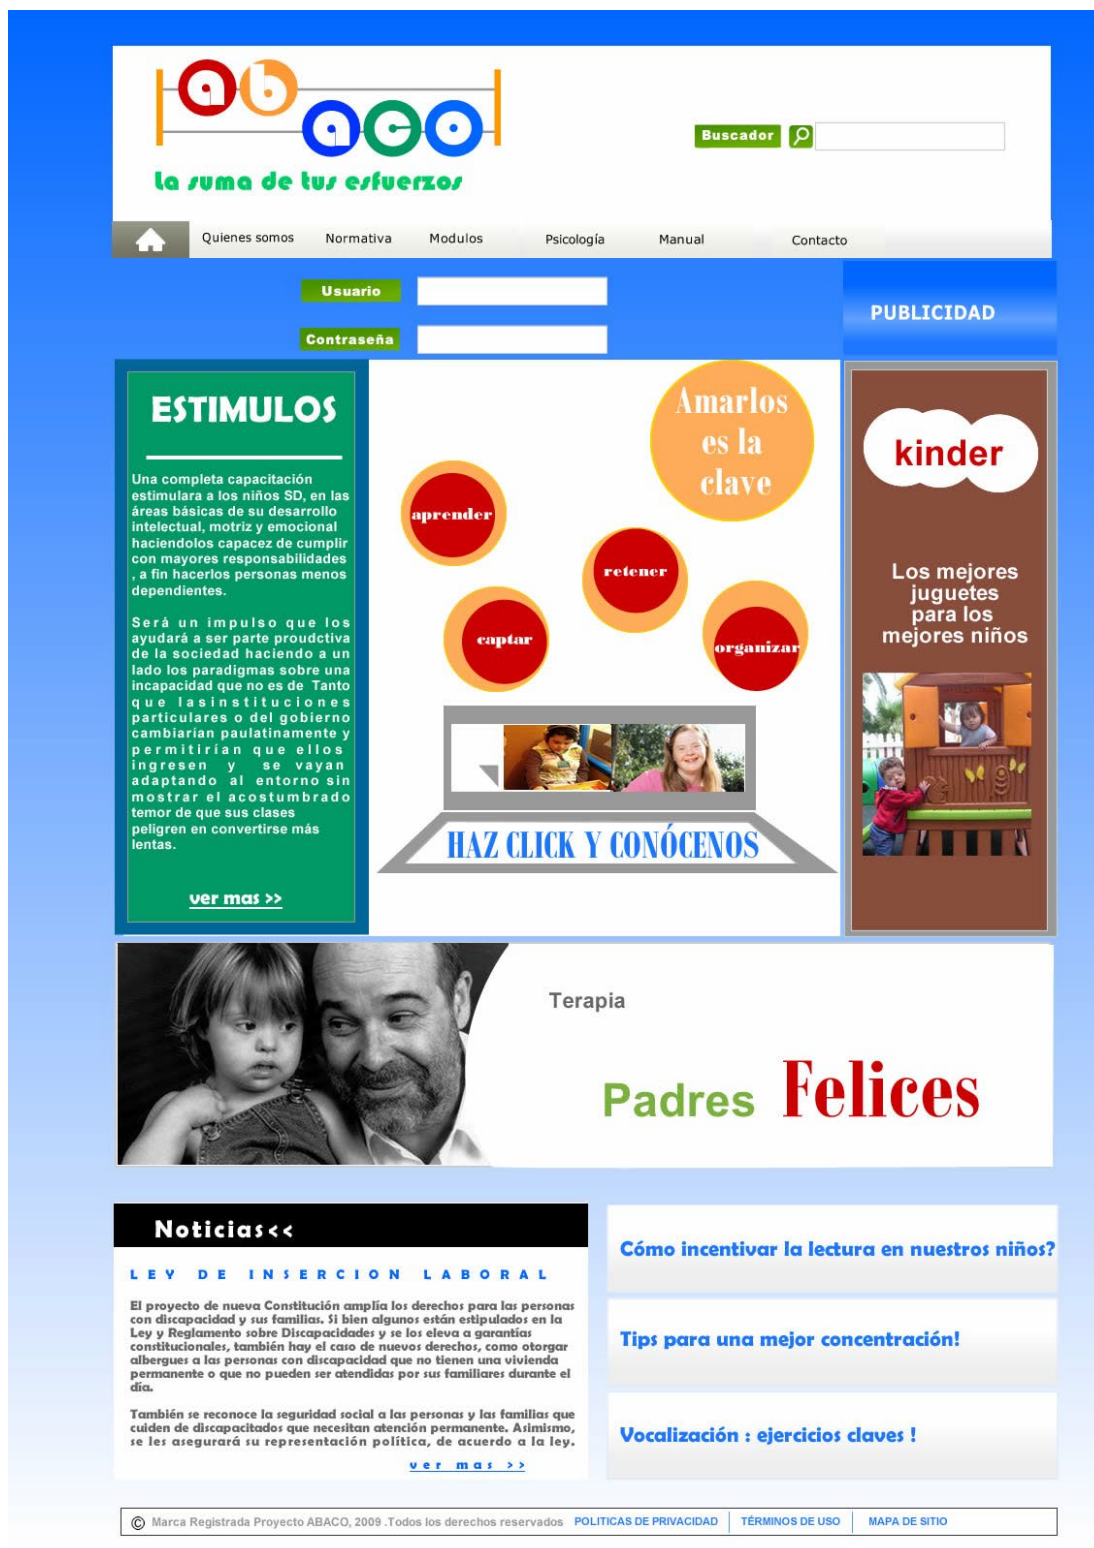 abaco
La suma de tus esfuerzos
Buscador
Quienes somos
Normativa
Modulos
Psicología
Manual
Contacto
Usuario
Contraseña
PUBLICIDAD
ESTIMULOS
Una completa capacitación
estimulara a los niños SD, en las
áreas básicas de su desarrollo
intelectual, motriz y emocional
haciendolos capacez de cumplir
con mayores responsabilidades
, a fin hacerlos personas menos
dependientes.
Será un impulso que los
ayudará a ser parte proudctiva
de la sociedad haciendo a un
lado los paradigmas sobre una
incapacidad que no es de Tanto
que lasinstituciones
particulares o del gobierno
cambiarían paulatinamente y
permitirían que ellos
ingresen y se vayan
adaptando al entorno sin
mostrar el acostumbrado
temor de que sus clases
peligren en convertirse más
lentas.
ver mas >>
Amarlos
es la
clave
aprender
retener
captar
organizar
HAZ CLICK Y CONÓCENOS
kinder
Los mejores
juguetes
para los
mejores niños
Terapia
Padres Felices
Noticias<<
LEY DE INSERCION LABORAL
El proyecto de nueva Constitución amplía los derechos para las personas
con discapacidad y sus familias. Si bien algunos están estipulados en la
Ley y Reglamento sobre Discapacidades y se los eleva a garantías
constitucionales, también hay el caso de nuevos derechos, como otorgar
albergues a las personas con discapacidad que no tienen una vivienda
permanente o que no pueden ser atendidas por sus familiares durante el
día.
También se reconoce la seguridad social a las personas y las familias que
cuiden de discapacitados que necesitan atención permanente. Asimismo,
se les asegurará su representación política, de acuerdo a la ley.
ver mas >>
Cómo incentivar la lectura en nuestros niños?
Tips para una mejor concentración!
Vocalización : ejercicios claves !
© Marca Registrada Proyecto ABACO, 2009 .Todos los derechos reservados POLITICAS DE PRIVACIDAD TÉRMINOS DE USO MAPA DE SITIO